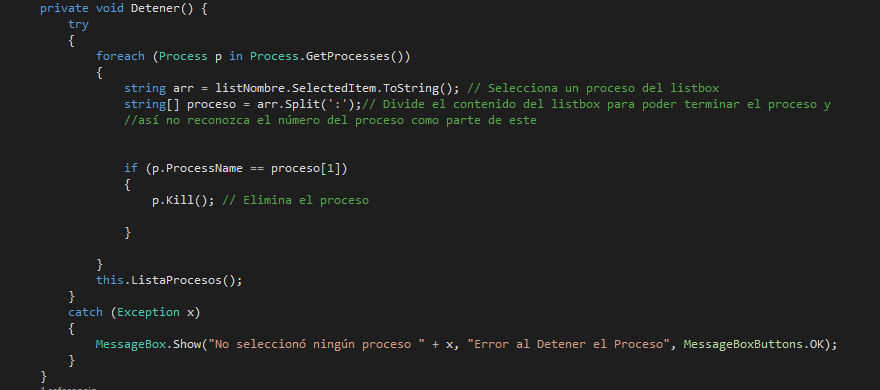 private void Detener() {
try
{
foreach (Process p in Process.GetProcesses())
{
string arr = listNombre.SelectedItem.ToString(); // Selecciona un proceso del listbox
string[] proceso = arr.Split(':');// Divide el contenido del listbox para poder terminar el proceso y
//así no reconozca el número del proceso como parte de este
if (p.ProcessName == proceso[1])
{
p.Kill(); // Elimina el proceso
}
}
this.ListaProcesos();
}
catch (Exception x)
{
MessageBox.Show("No seleccionó ningún proceso " + x, "Error al Detener el Proceso", MessageBoxButtons.OK);
}
}
1 referencia